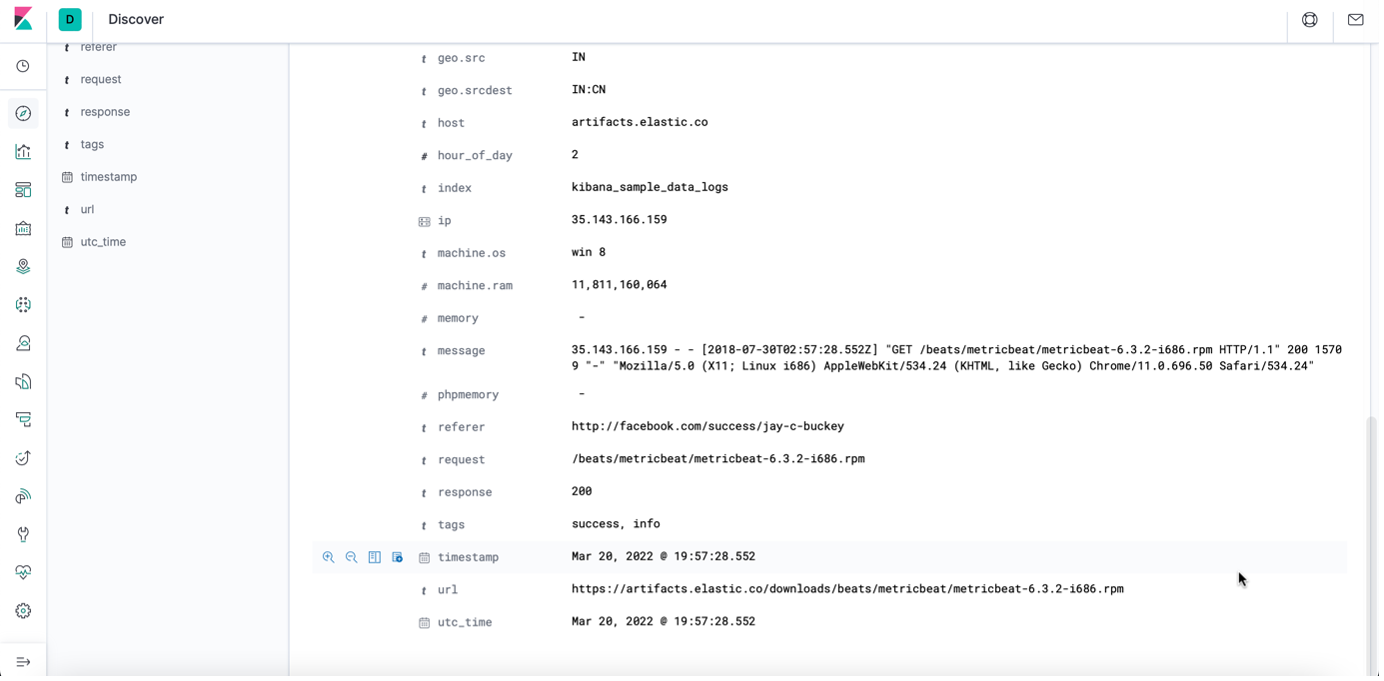 D Discover
referer
t request
t response
t tags
timestamp
t url
utc_time
t geo.src IN
t geo.srcdest IN:CN
t host artifacts.elastic.co
# hour_of_day 2
t index kibana_sample_data_logs
ip 35.143.166.159
t machine.os win 8
# machine.ram 11,811,160,064
# memory -
t message 35.143.166.159 - - [2018-07-30T02:57:28.552Z] "GET /beats/metricbeat/metricbeat-6.3.2-i686.rpm HTTP/1.1" 200 1570
9 "-" "Mozilla/5.0 (X11; Linux i686) AppleWebKit/534.24 (KHTML, like Gecko) Chrome/11.0.696.50 Safari/534.24"
# phpmemory -
t referer http://facebook.com/success/jay-c-buckey
t request /beats/metricbeat/metricbeat-6.3.2-i686.rpm
t response 200
t tags success, info
timestamp Mar 20, 2022 @ 19:57:28.552
t url https://artifacts.elastic.co/downloads/beats/metricbeat/metricbeat-6.3.2-i686.rpm
utc_time Mar 20, 2022 @ 19:57:28.552